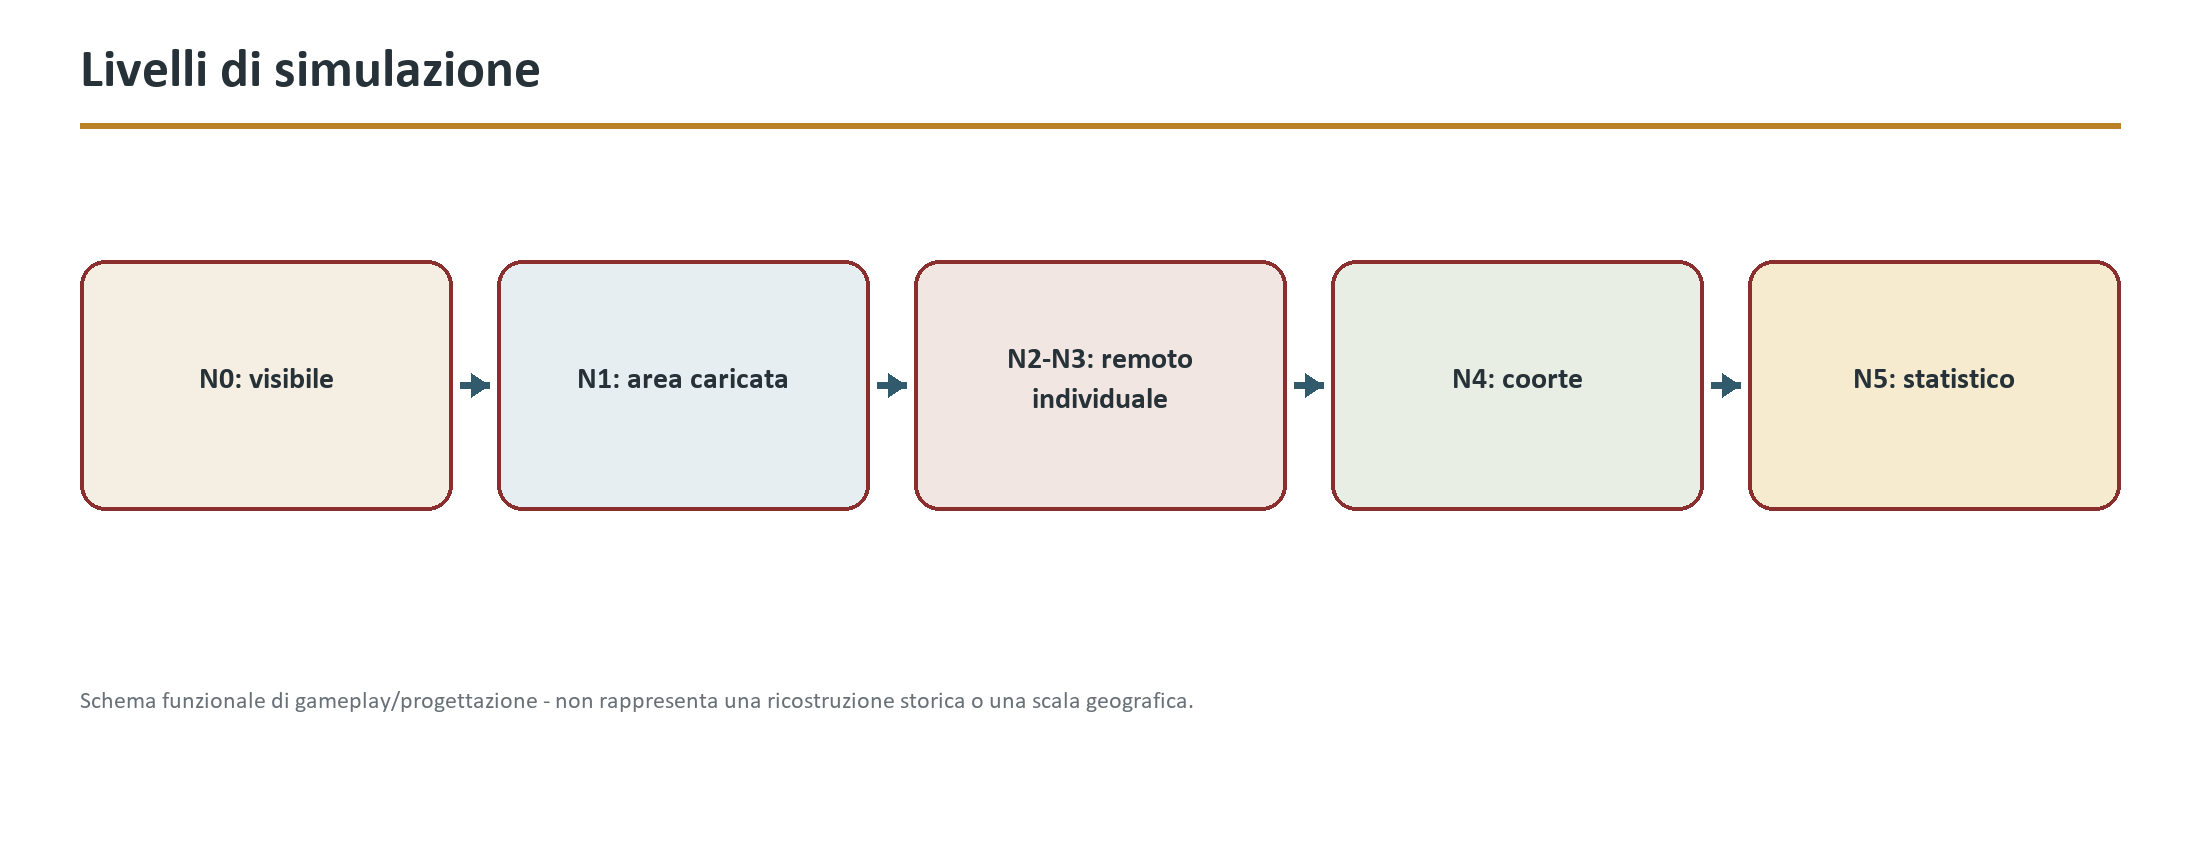 Livelli di simulazione
N0: visibile
N1: area caricata
N2-N3: remoto
individuale
N4: coorte
N5: statistico
Schema funzionale di gameplay/progettazione - non rappresenta una ricostruzione storica o una scala geografica.